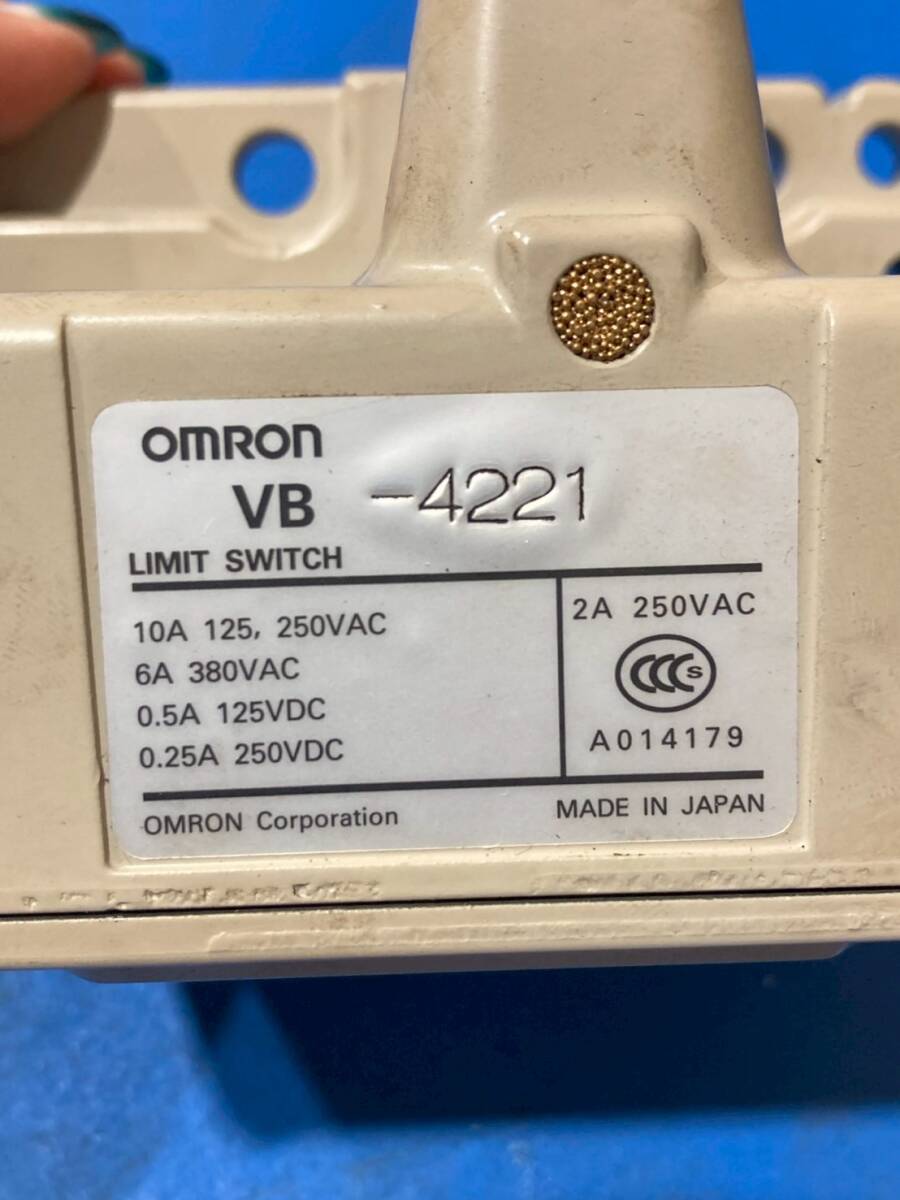 OMRON
VB -4221
LIMIT SWITCH
10A 125, 250VAC
6A 380VAC
0.5A 125VDC
0.25A 250VDC
2A 250VAC
CCCS
A014179
OMRON Corporation
MADE IN JAPAN